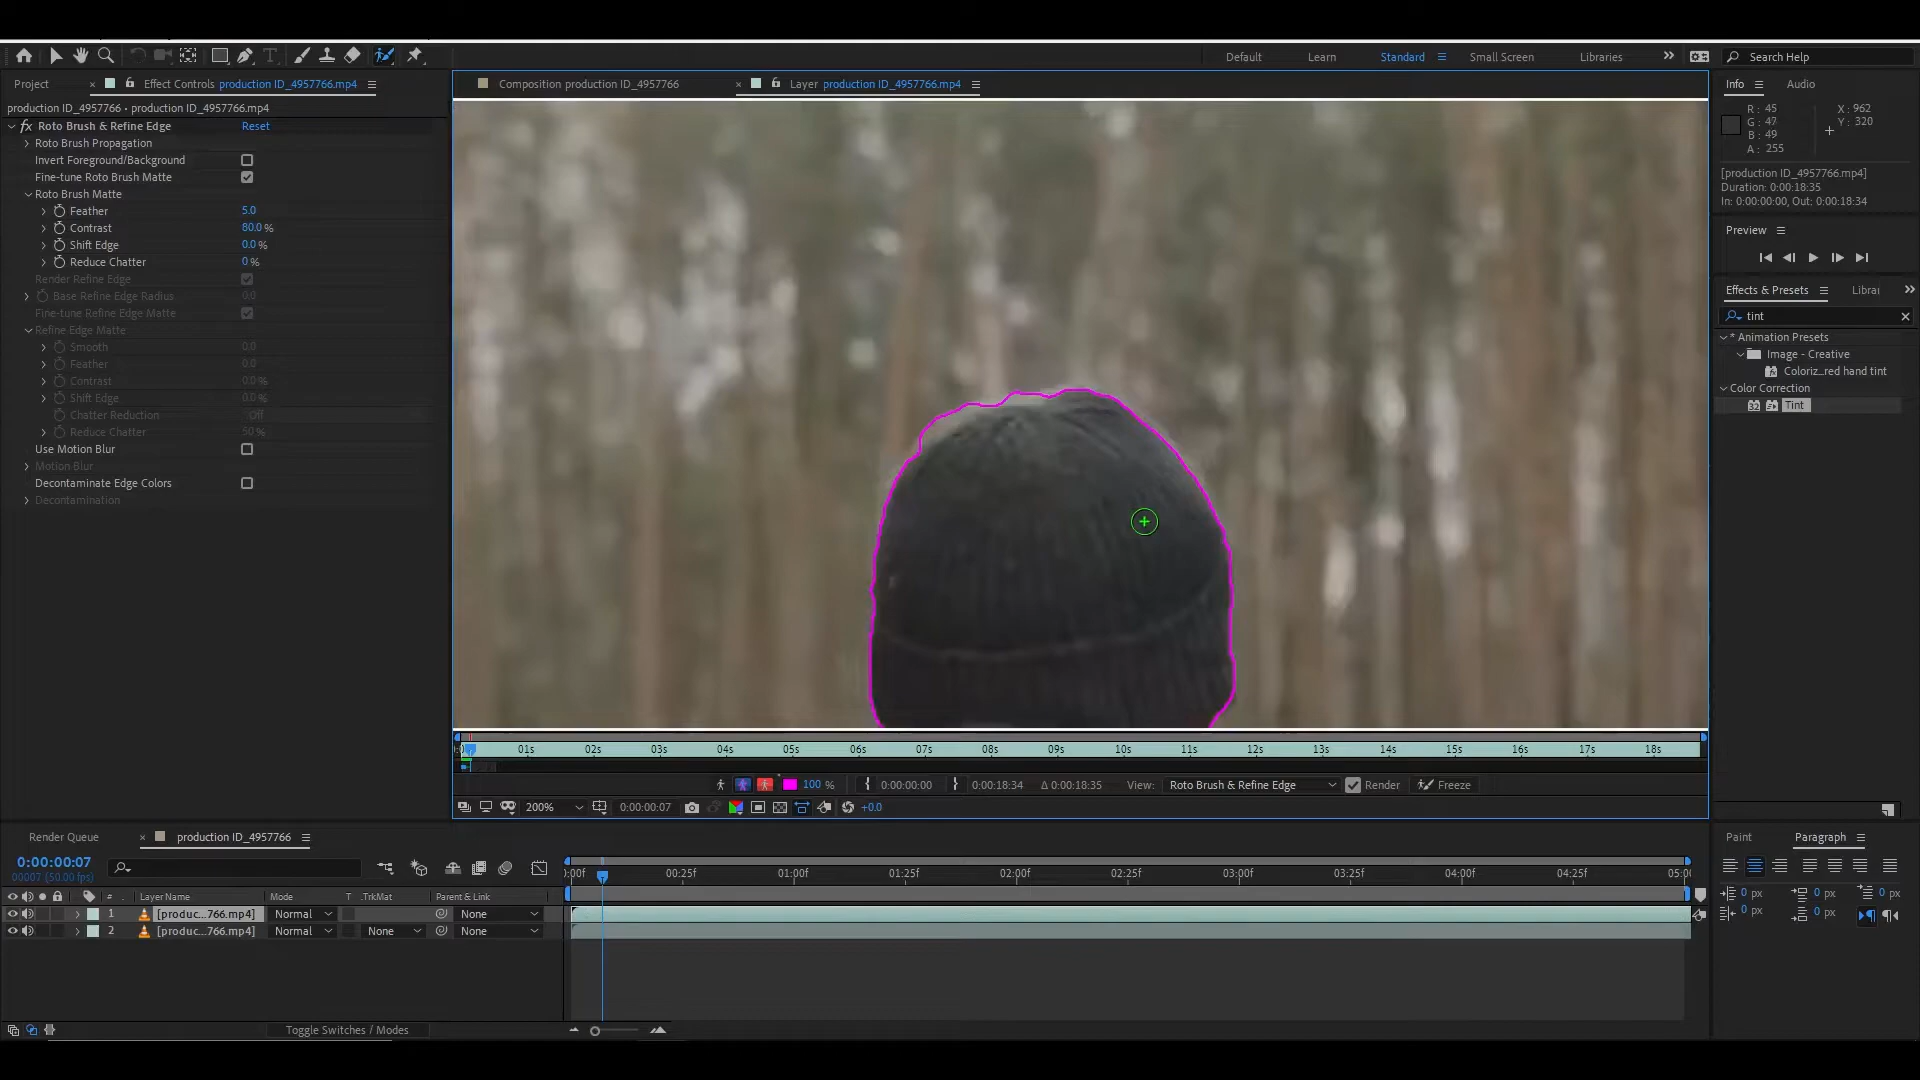 Default
Learn
Standard
Small Screen
Libraries
Search Help
Project
Effect Controls production ID_4957766.mp4
production ID_4957766 • production ID_4957766.mp4
fx Roto Brush & Refine Edge Reset
Roto Brush Propagation
Invert Foreground/Background
Fine-tune Roto Brush Matte
Roto Brush Matte
Feather 5.0
Contrast 80.0 %
Shift Edge 0.0 %
Reduce Chatter 0 %
Render Refine Edge
Base Refine Edge Radius 0.0
Fine-tune Refine Edge Matte
Refine Edge Matte
Smooth 0.0
Feather 0.0
Contrast 0.0 %
Shift Edge 0.0 %
Chatter Reduction Off
Reduce Chatter 50 %
Use Motion Blur
Motion Blur
Decontaminate Edge Colors
Decontamination
Composition production ID_4957766
Layer production ID_4957766.mp4
01s 02s 03s 04s 05s 06s 07s 08s 09s 10s 11s 12s 13s 14s 15s 16s 17s 18s
100 % 0:00:00:00 0:00:18:34 Δ 0:00:18:35 View: Roto Brush & Refine Edge Render Freeze
200% 0:00:00:07 +0.0
Info Audio
R: 45 X: 962
G: 47 Y: 320
B: 49
A: 255
[production ID_4957766.mp4]
Duration: 0:00:18:35
In: 0:00:00:00, Out: 0:00:18:34
Preview
Effects & Presets Librar
tint
* Animation Presets
Image - Creative
Coloriz...red hand tint
Color Correction
32 Tint
Render Queue production ID_4957766
0:00:00:07
00007 (50.00 fps)
# Layer Name Mode T .TrkMat Parent & Link
1 [produc...766.mp4] Normal None
2 [produc...766.mp4] Normal None None
Toggle Switches / Modes
:00f 00:25f 01:00f 01:25f 02:00f 02:25f 03:00f 03:25f 04:00f 04:25f 05:0
Paint Paragraph
0 px 0 px 0 px
0 px 0 px